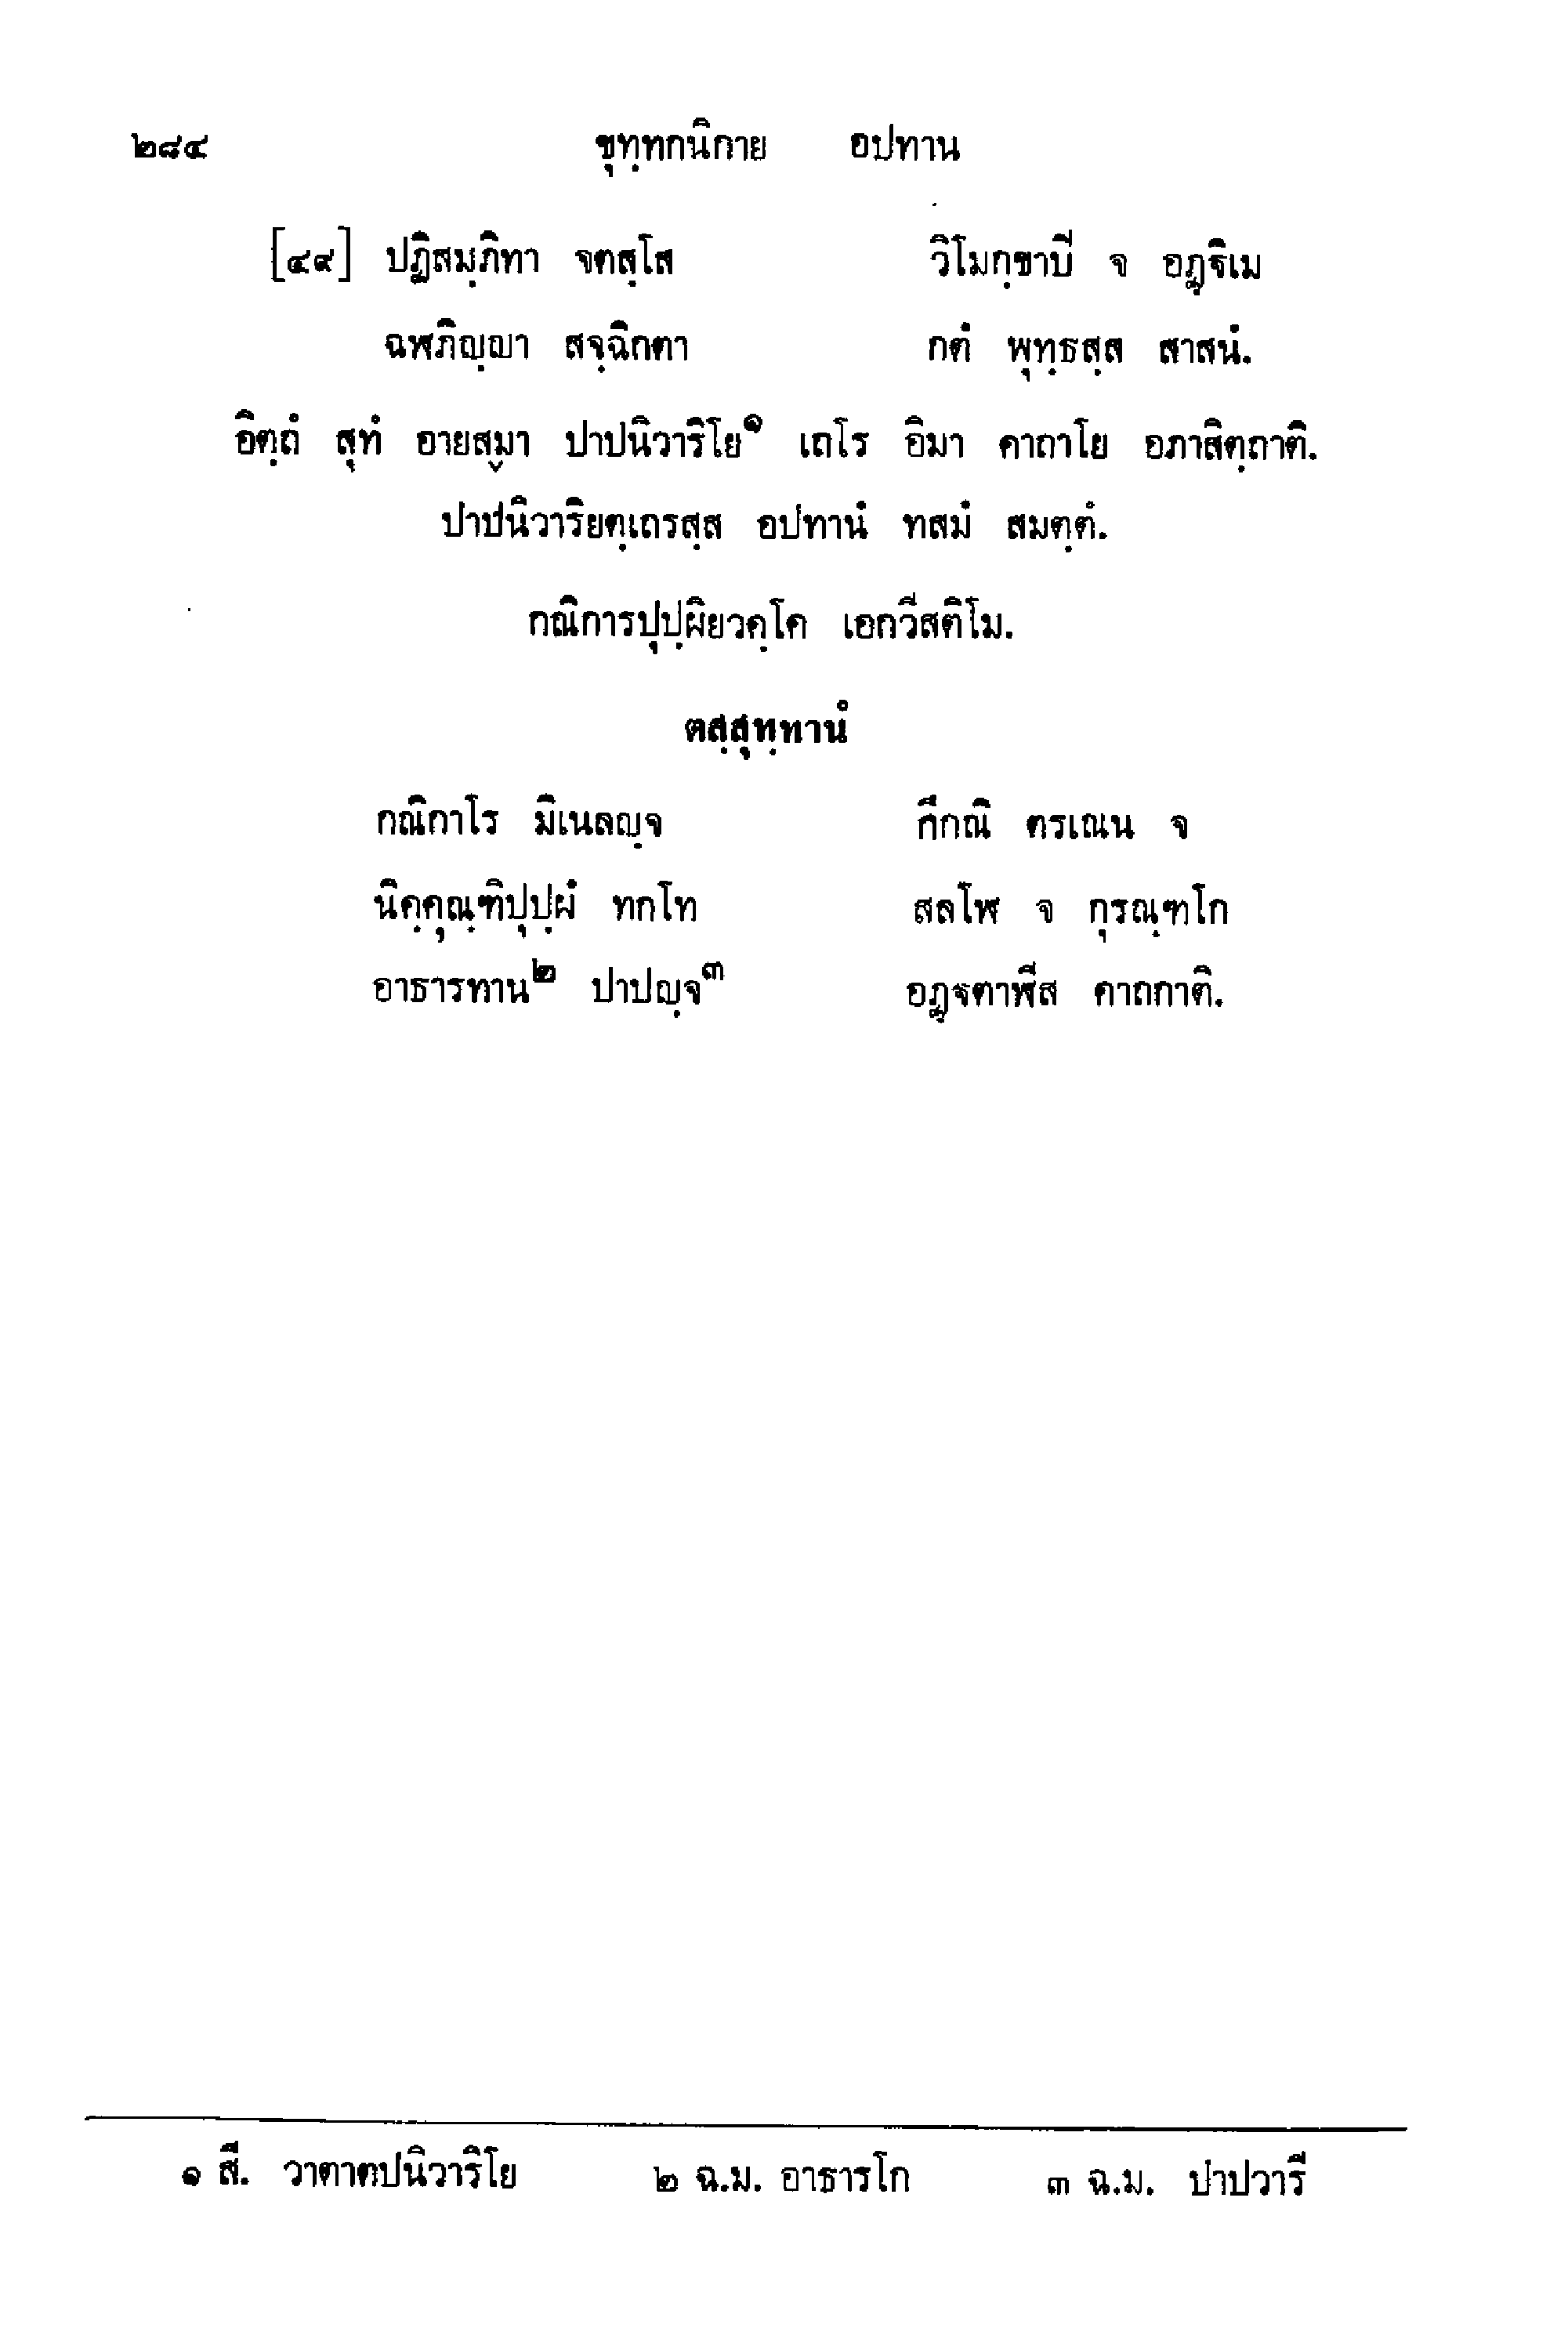 ๒๘๔ ขุทฺทกนิกาย อปทาน
[๔๙] ปฏิสมฺภิทา จตสฺโส วิโมกฺขาปิ จ อฏฺฐิเม
ฉฬภิญฺญา สจฺฉิกตา กตํ พุทฺธสฺส สาสนํ.
อิตฺถํ สุทํ อายสฺมา ปาปนิวาริโย๑ เถโร อิมา คาถาโย อภาสิตฺถาติ.
ปาปนิวาริยตฺเถรสฺส อปทานํ ทสมํ สมตฺตํ.
กณิการปุปฺผิยวคฺโค เอกวีสติโม.
ตสฺสุทฺทานํ
กณิกาโร มิเนลญฺจ กึกณิ ตรเณน จ
นิคฺคุณฺฑิปุปฺผํ ทกโท สลโฬ จ กุรณฺฑโก
อาธารทาน๒ ปาปญฺจ๓ อฏฺฐตาฬีส คาถกาติ.
๑ สี. วาตาตปนิวาริโย ๒ ฉ.ม. อาธารโก ๓ ฉ.ม. ปาปวารี